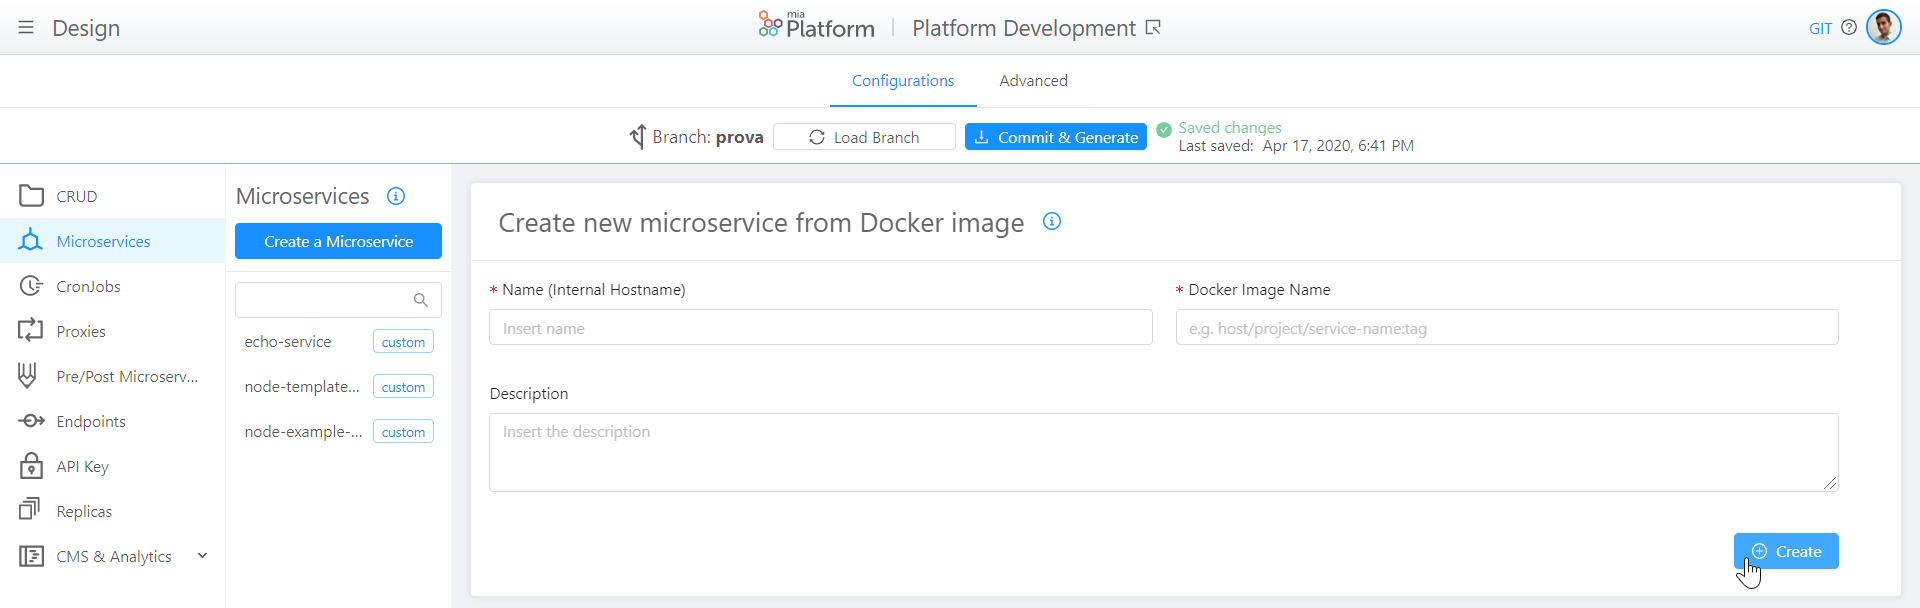 Design
mia
Platform
Platform Development
GIT
Configurations
Advanced
Branch: prova
Load Branch
Commit & Generate
Saved changes
Last saved: Apr 17, 2020, 6:41 PM
CRUD
Microservices
CronJobs
Proxies
Pre/Post Microserv...
Endpoints
API Key
Replicas
CMS & Analytics
Microservices
Create a Microservice
echo-service custom
node-template... custom
node-example-... custom
Create new microservice from Docker image
* Name (Internal Hostname)
Insert name
* Docker Image Name
e.g. host/project/service-name:tag
Description
Insert the description
Create